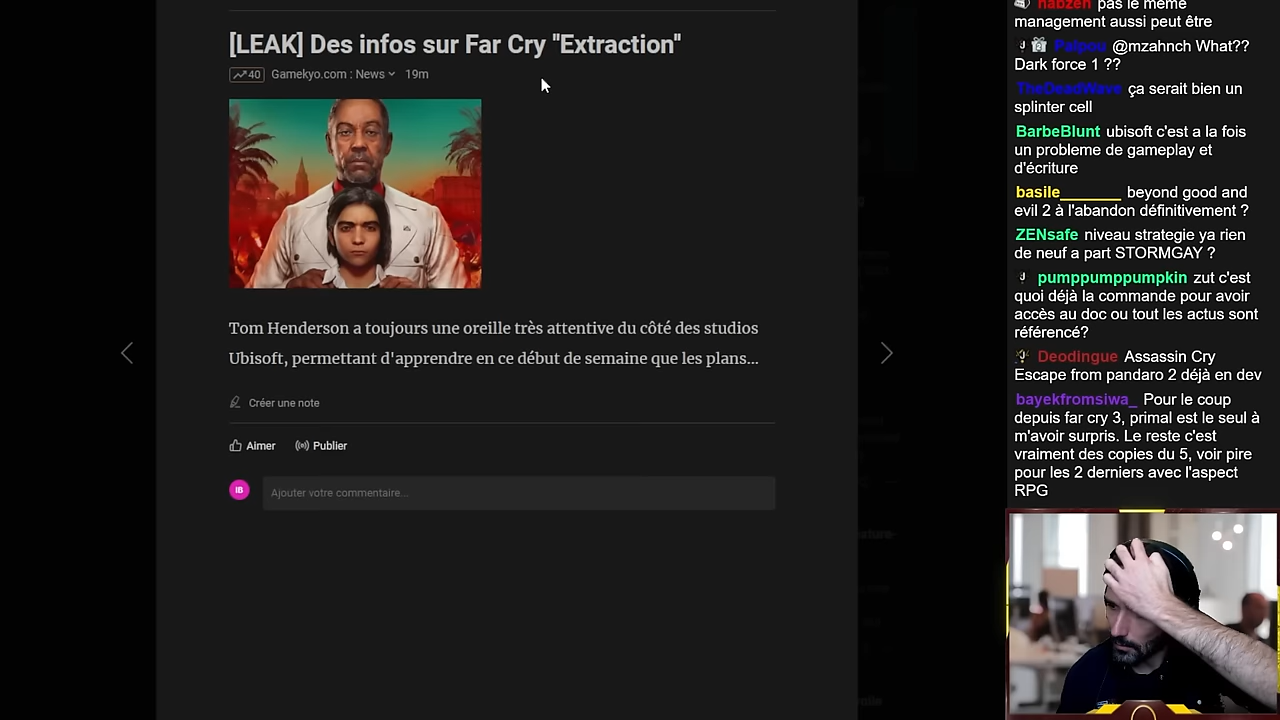 [LEAK] Des infos sur Far Cry "Extraction"
40 Gamekyo.com : News 19m
Tom Henderson a toujours une oreille très attentive du côté des studios
Ubisoft, permettant d'apprendre en ce début de semaine que les plans...
Créer une note
Aimer Publier
IB Ajouter votre commentaire...
nabzen pas le même
management aussi peut être
Palpou @mzahnch What??
Dark force 1 ??
TheDeadWave ça serait bien un
splinter cell
BarbeBlunt ubisoft c'est a la fois
un probleme de gameplay et
d'écriture
basile_______ beyond good and
evil 2 à l'abandon définitivement ?
ZENsafe niveau strategie ya rien
de neuf a part STORMGAY ?
pumppumppumpkin zut c'est
quoi déjà la commande pour avoir
accès au doc ou tout les actus sont
référencé?
Deodingue Assassin Cry
Escape from pandaro 2 déjà en dev
bayekfromsiwa_ Pour le coup
depuis far cry 3, primal est le seul à
m'avoir surpris. Le reste c'est
vraiment des copies du 5, voir pire
pour les 2 derniers avec l'aspect
RPG